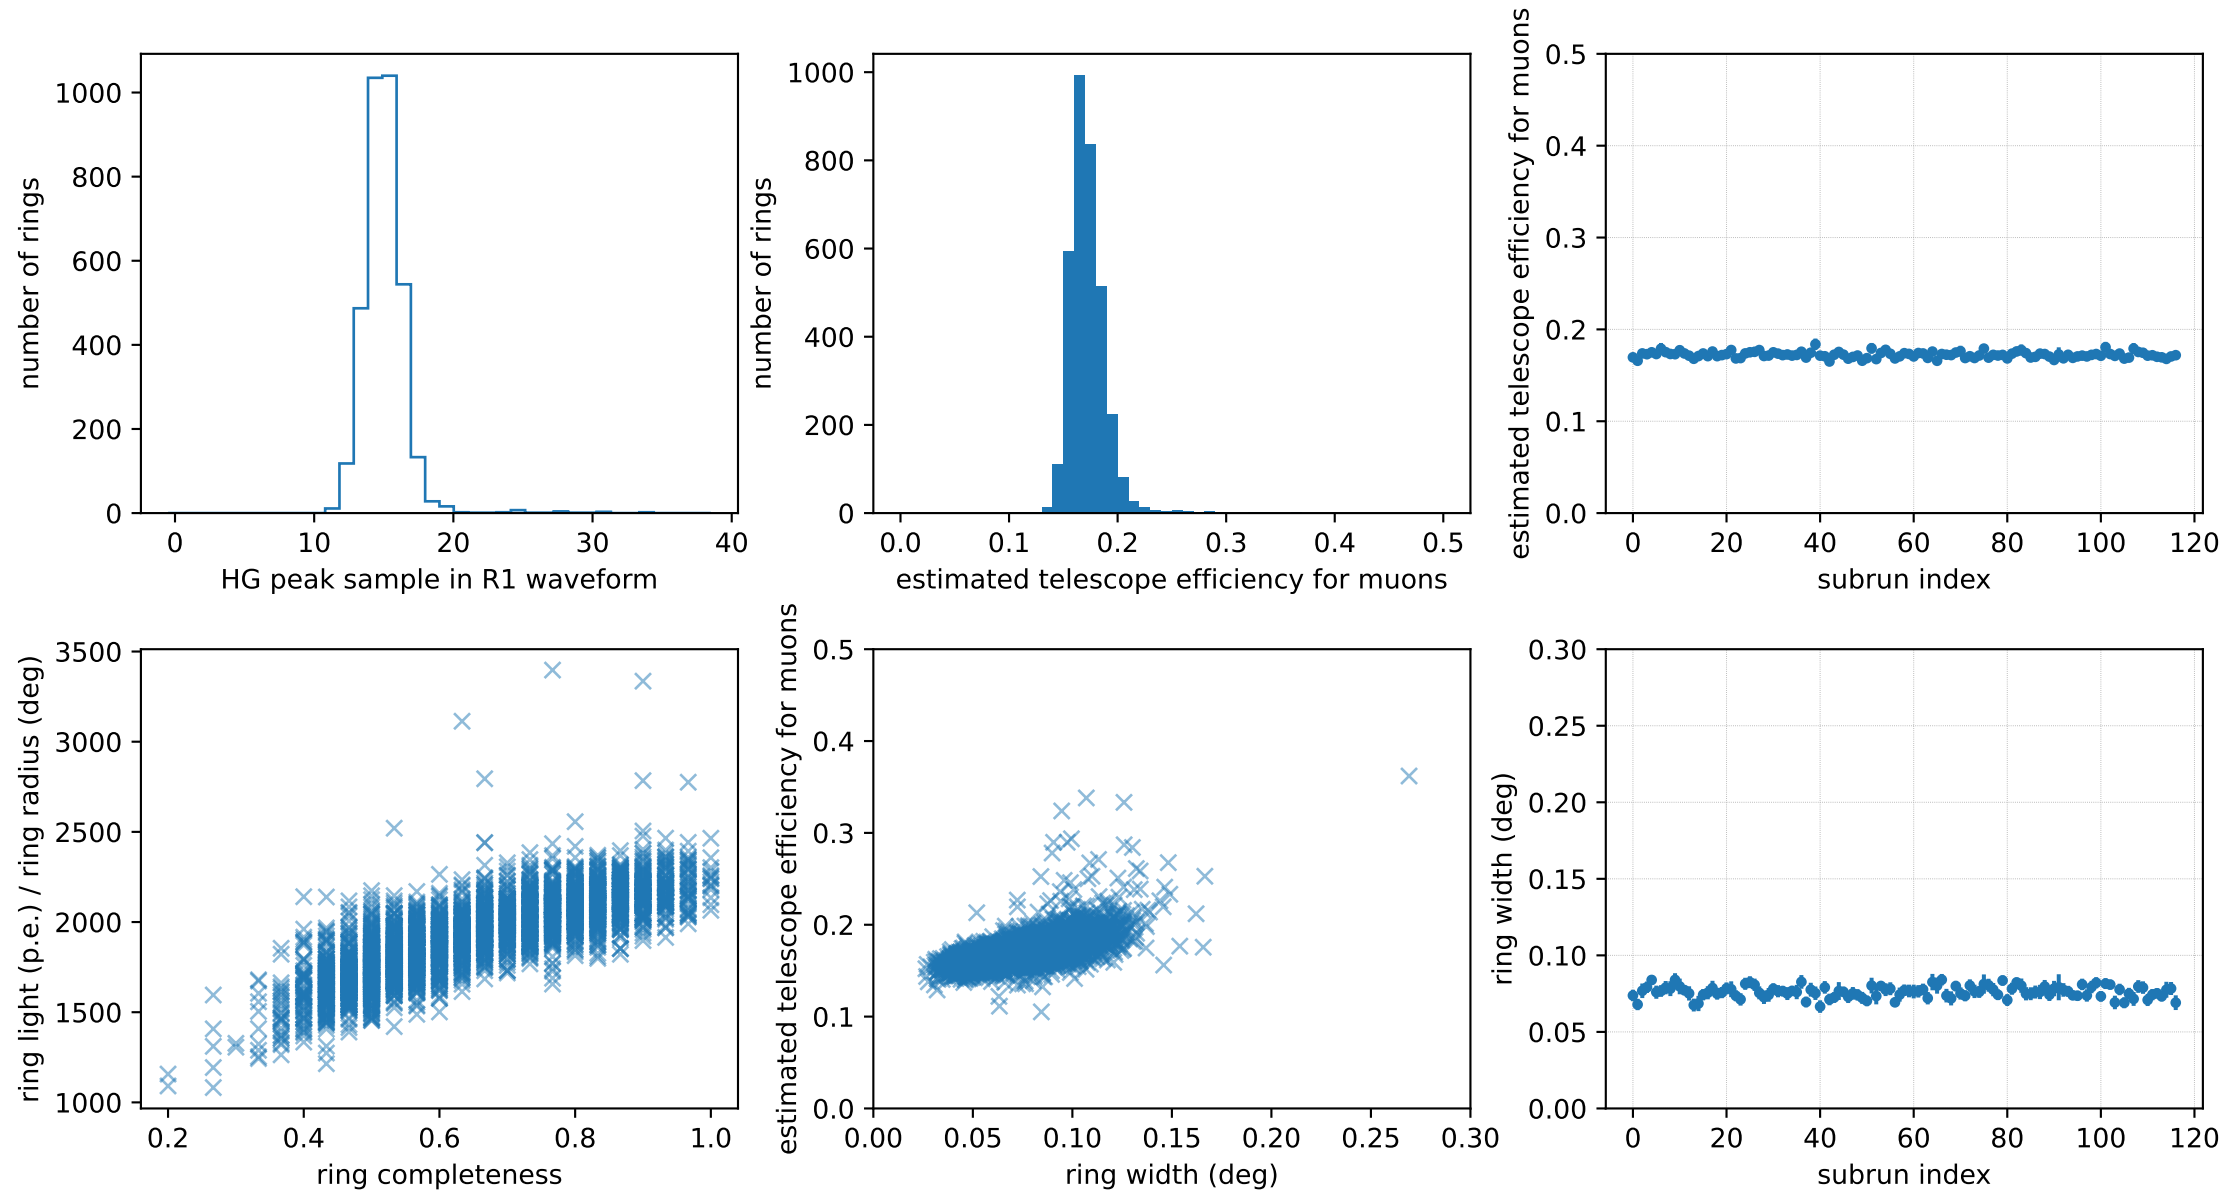 number of rings
1000
800
600
400
200
0
0 10 20 30 40
HG peak sample in R1 waveform
number of rings
1000
800
600
400
200
0
0.0 0.1 0.2 0.3 0.4 0.5
estimated telescope efficiency for muons
estimated telescope efficiency for muons
0.5
0.4
0.3
0.2
0.1
0.0
0 20 40 60 80 100 120
subrun index
ring light (p.e.) / ring radius (deg)
3500
3000
2500
2000
1500
1000
0.2 0.4 0.6 0.8 1.0
ring completeness
estimated telescope efficiency for muons
0.5
0.4
0.3
0.2
0.1
0.0
0.00 0.05 0.10 0.15 0.20 0.25 0.30
ring width (deg)
ring width (deg)
0.30
0.25
0.20
0.15
0.10
0.05
0.00
0 20 40 60 80 100 120
subrun index